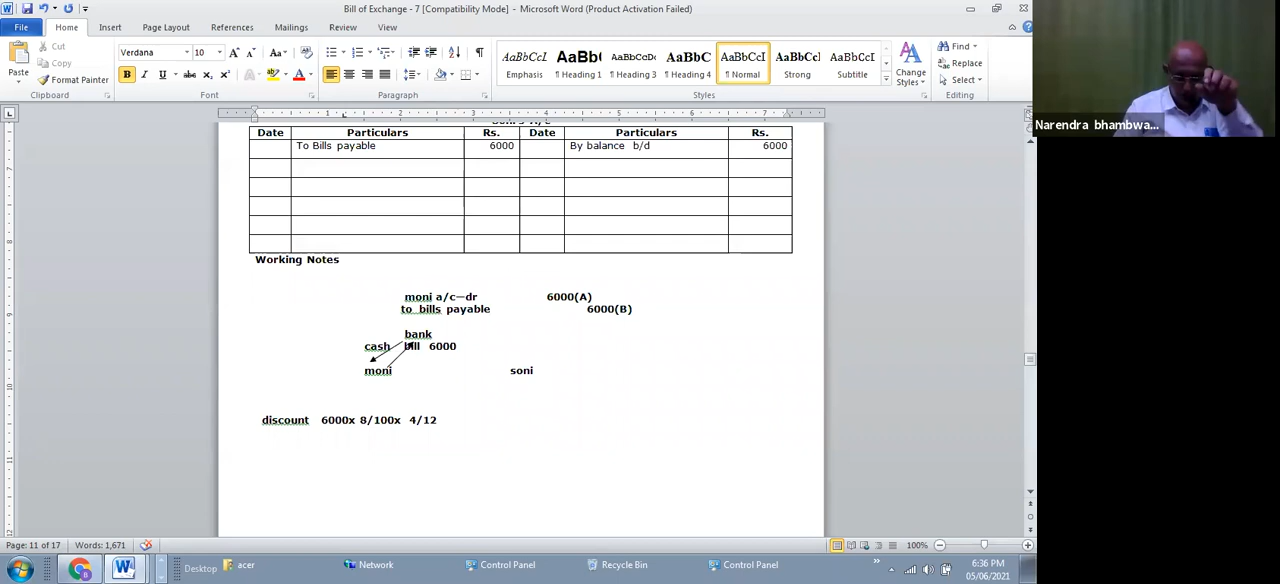 Bill of Exchange - 7 [Compatibility Mode] - Microsoft Word (Product Activation Failed)
File Home Insert Page Layout References Mailings Review View
Paste
Cut
Copy
Format Painter
Clipboard
Verdana 10
Font
Paragraph
AaBbCcI AaBb( AaBbCcDc AaBbC AaBbCcI AaBbCcl AaBbCcI
Emphasis ¶ Heading 1 ¶ Heading 3 ¶ Heading 4 ¶ Normal Strong Subtitle
Styles
Change Styles
Find
Replace
Select
Editing
Narendra bhambwa...
Date Particulars Rs. Date Particulars Rs.
To Bills payable 6000 By balance b/d 6000
Working Notes
moni a/c—dr 6000(A)
to bills payable 6000(B)
bank
cash bill 6000
moni soni
discount 6000x 8/100x 4/12
Page: 11 of 17 Words: 1,671 100%
Desktop acer Network Control Panel Recycle Bin Control Panel
6:36 PM
05/06/2021